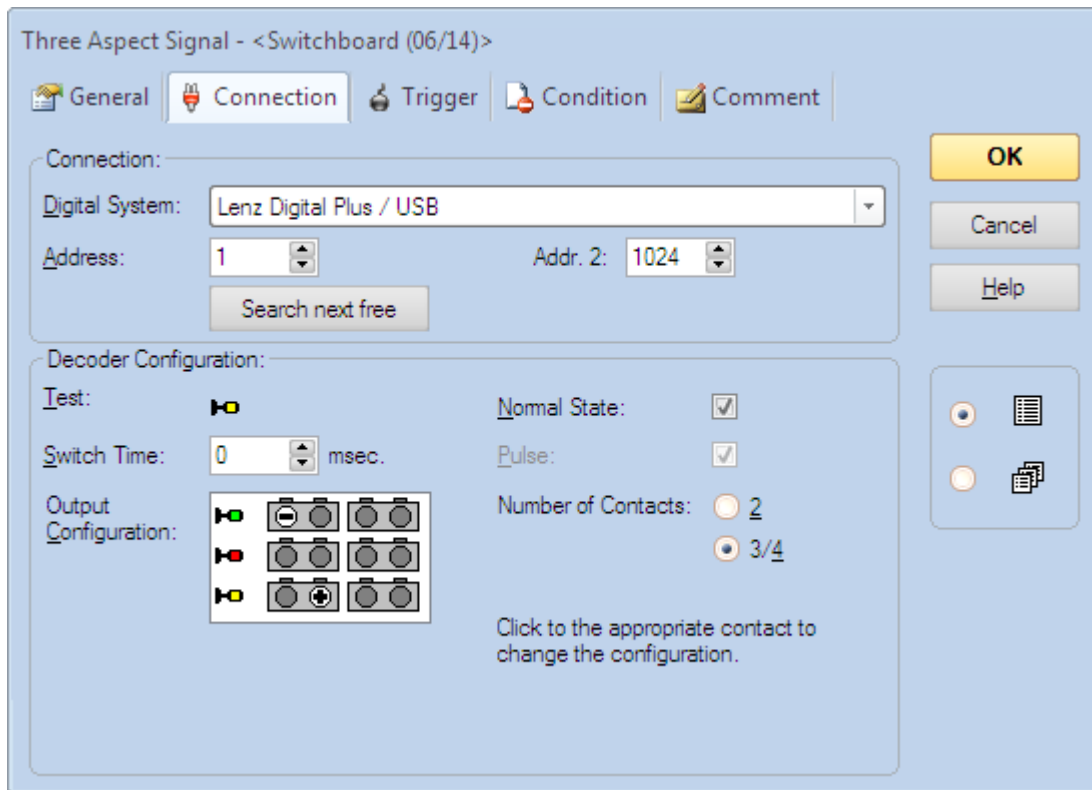 Three Aspect Signal - <Switchboard (06/14)>
General Connection Trigger Condition Comment
Connection:
Digital System: Lenz Digital Plus / USB
Address: 1 Addr. 2: 1024
Search next free
OK
Cancel
Help
Decoder Configuration:
Test: Normal State:
Switch Time: 0 msec. Pulse:
Output Configuration:
Number of Contacts: 2
3/4
Click to the appropriate contact to
change the configuration.